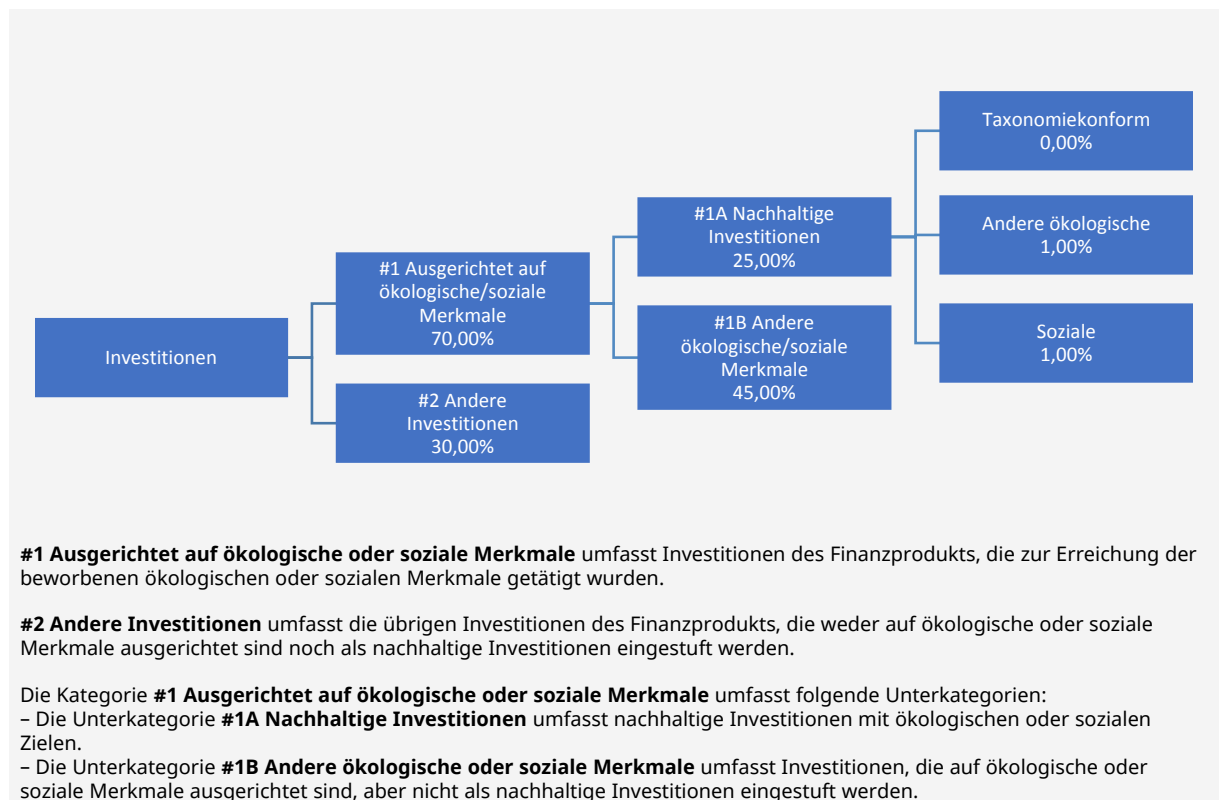 Investitionen
#1 Ausgerichtet auf
ökologische/soziale
Merkmale
70,00%
#2 Andere
Investitionen
30,00%
#1A Nachhaltige
Investitionen
25,00%
#1B Andere
ökologische/soziale
Merkmale
45,00%
Taxonomiekonform
0,00%
Andere ökologische
1,00%
Soziale
1,00%
#1 Ausgerichtet auf ökologische oder soziale Merkmale umfasst Investitionen des Finanzprodukts, die zur Erreichung der
beworbenen ökologischen oder sozialen Merkmale getätigt wurden.
#2 Andere Investitionen umfasst die übrigen Investitionen des Finanzprodukts, die weder auf ökologische oder soziale
Merkmale ausgerichtet sind noch als nachhaltige Investitionen eingestuft werden.
Die Kategorie #1 Ausgerichtet auf ökologische oder soziale Merkmale umfasst folgende Unterkategorien:
– Die Unterkategorie #1A Nachhaltige Investitionen umfasst nachhaltige Investitionen mit ökologischen oder sozialen
Zielen.
– Die Unterkategorie #1B Andere ökologische oder soziale Merkmale umfasst Investitionen, die auf ökologische oder
soziale Merkmale ausgerichtet sind, aber nicht als nachhaltige Investitionen eingestuft werden.